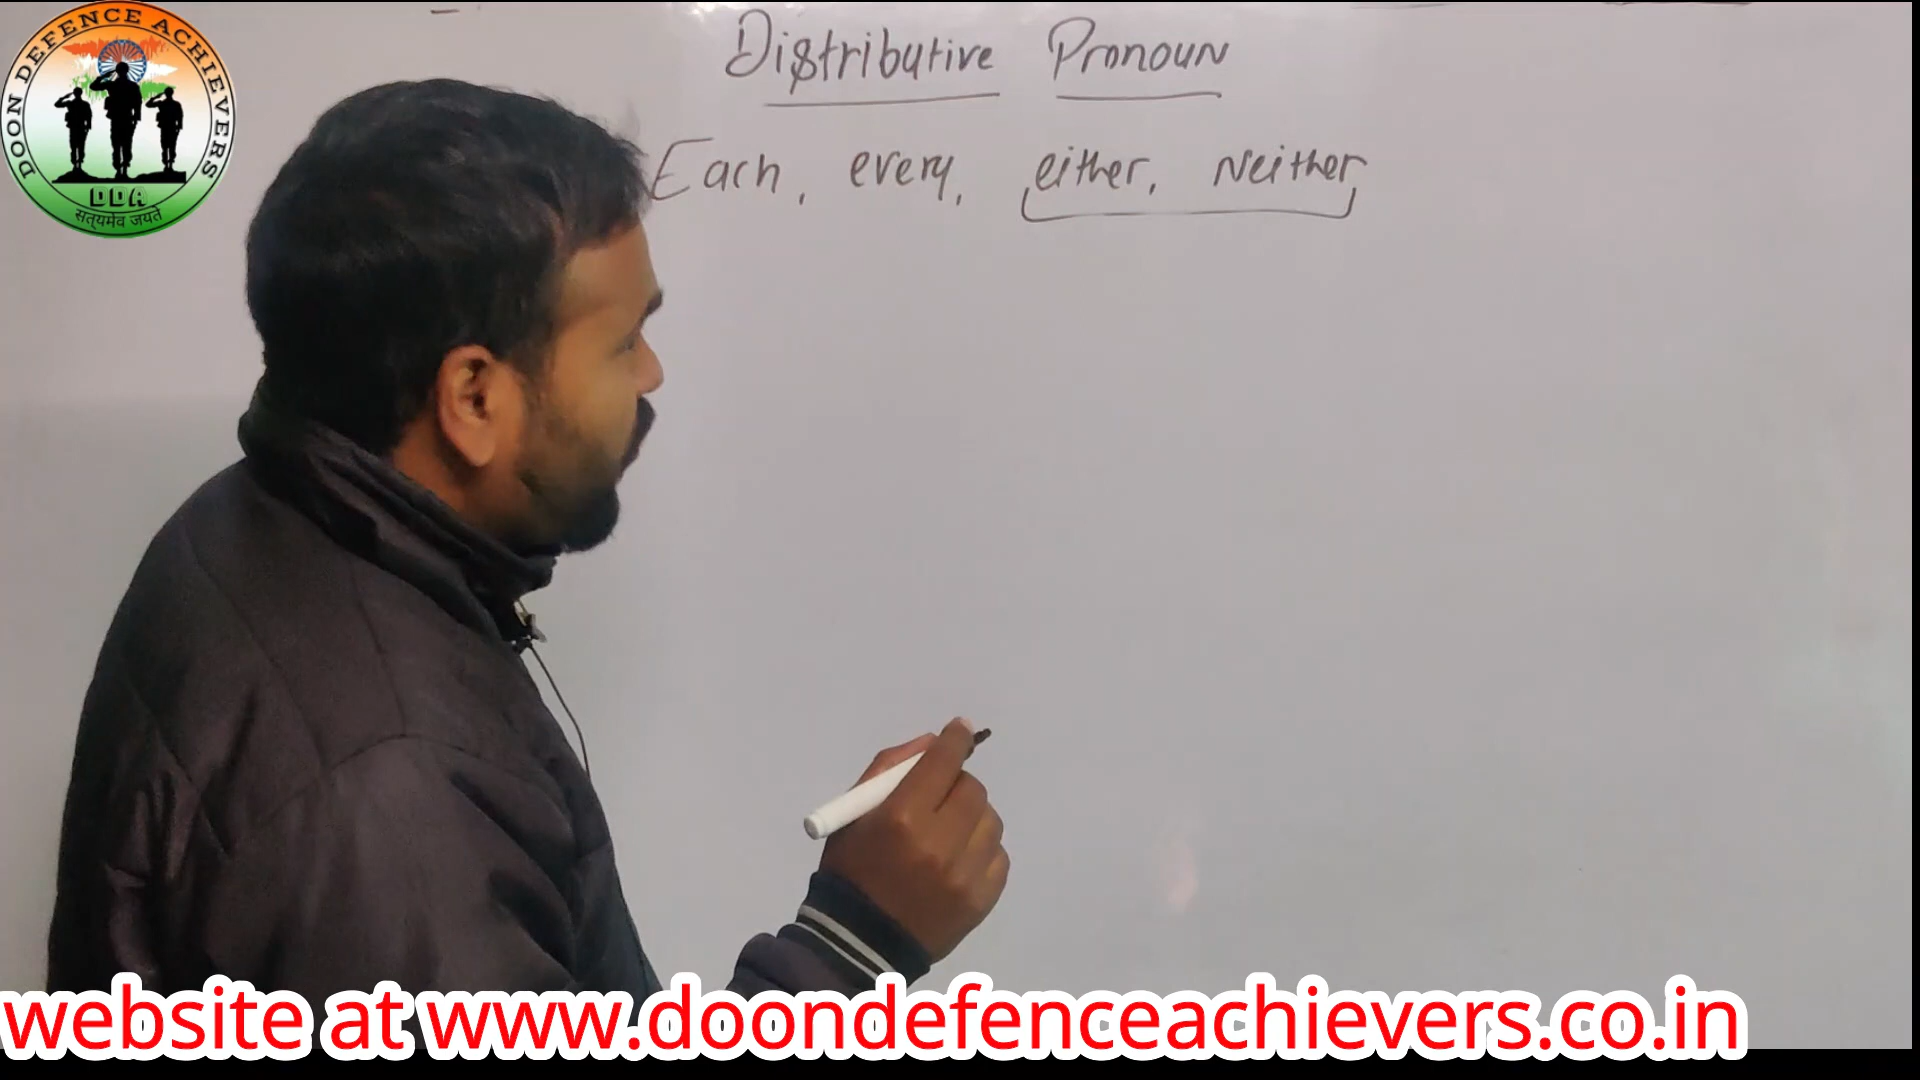 DOON DEFENCE ACHIEVERS
DDA
सत्यमेव जयते
Distributive Pronoun
Each, every, either, Neither
website at www.doondefenceachievers.co.in